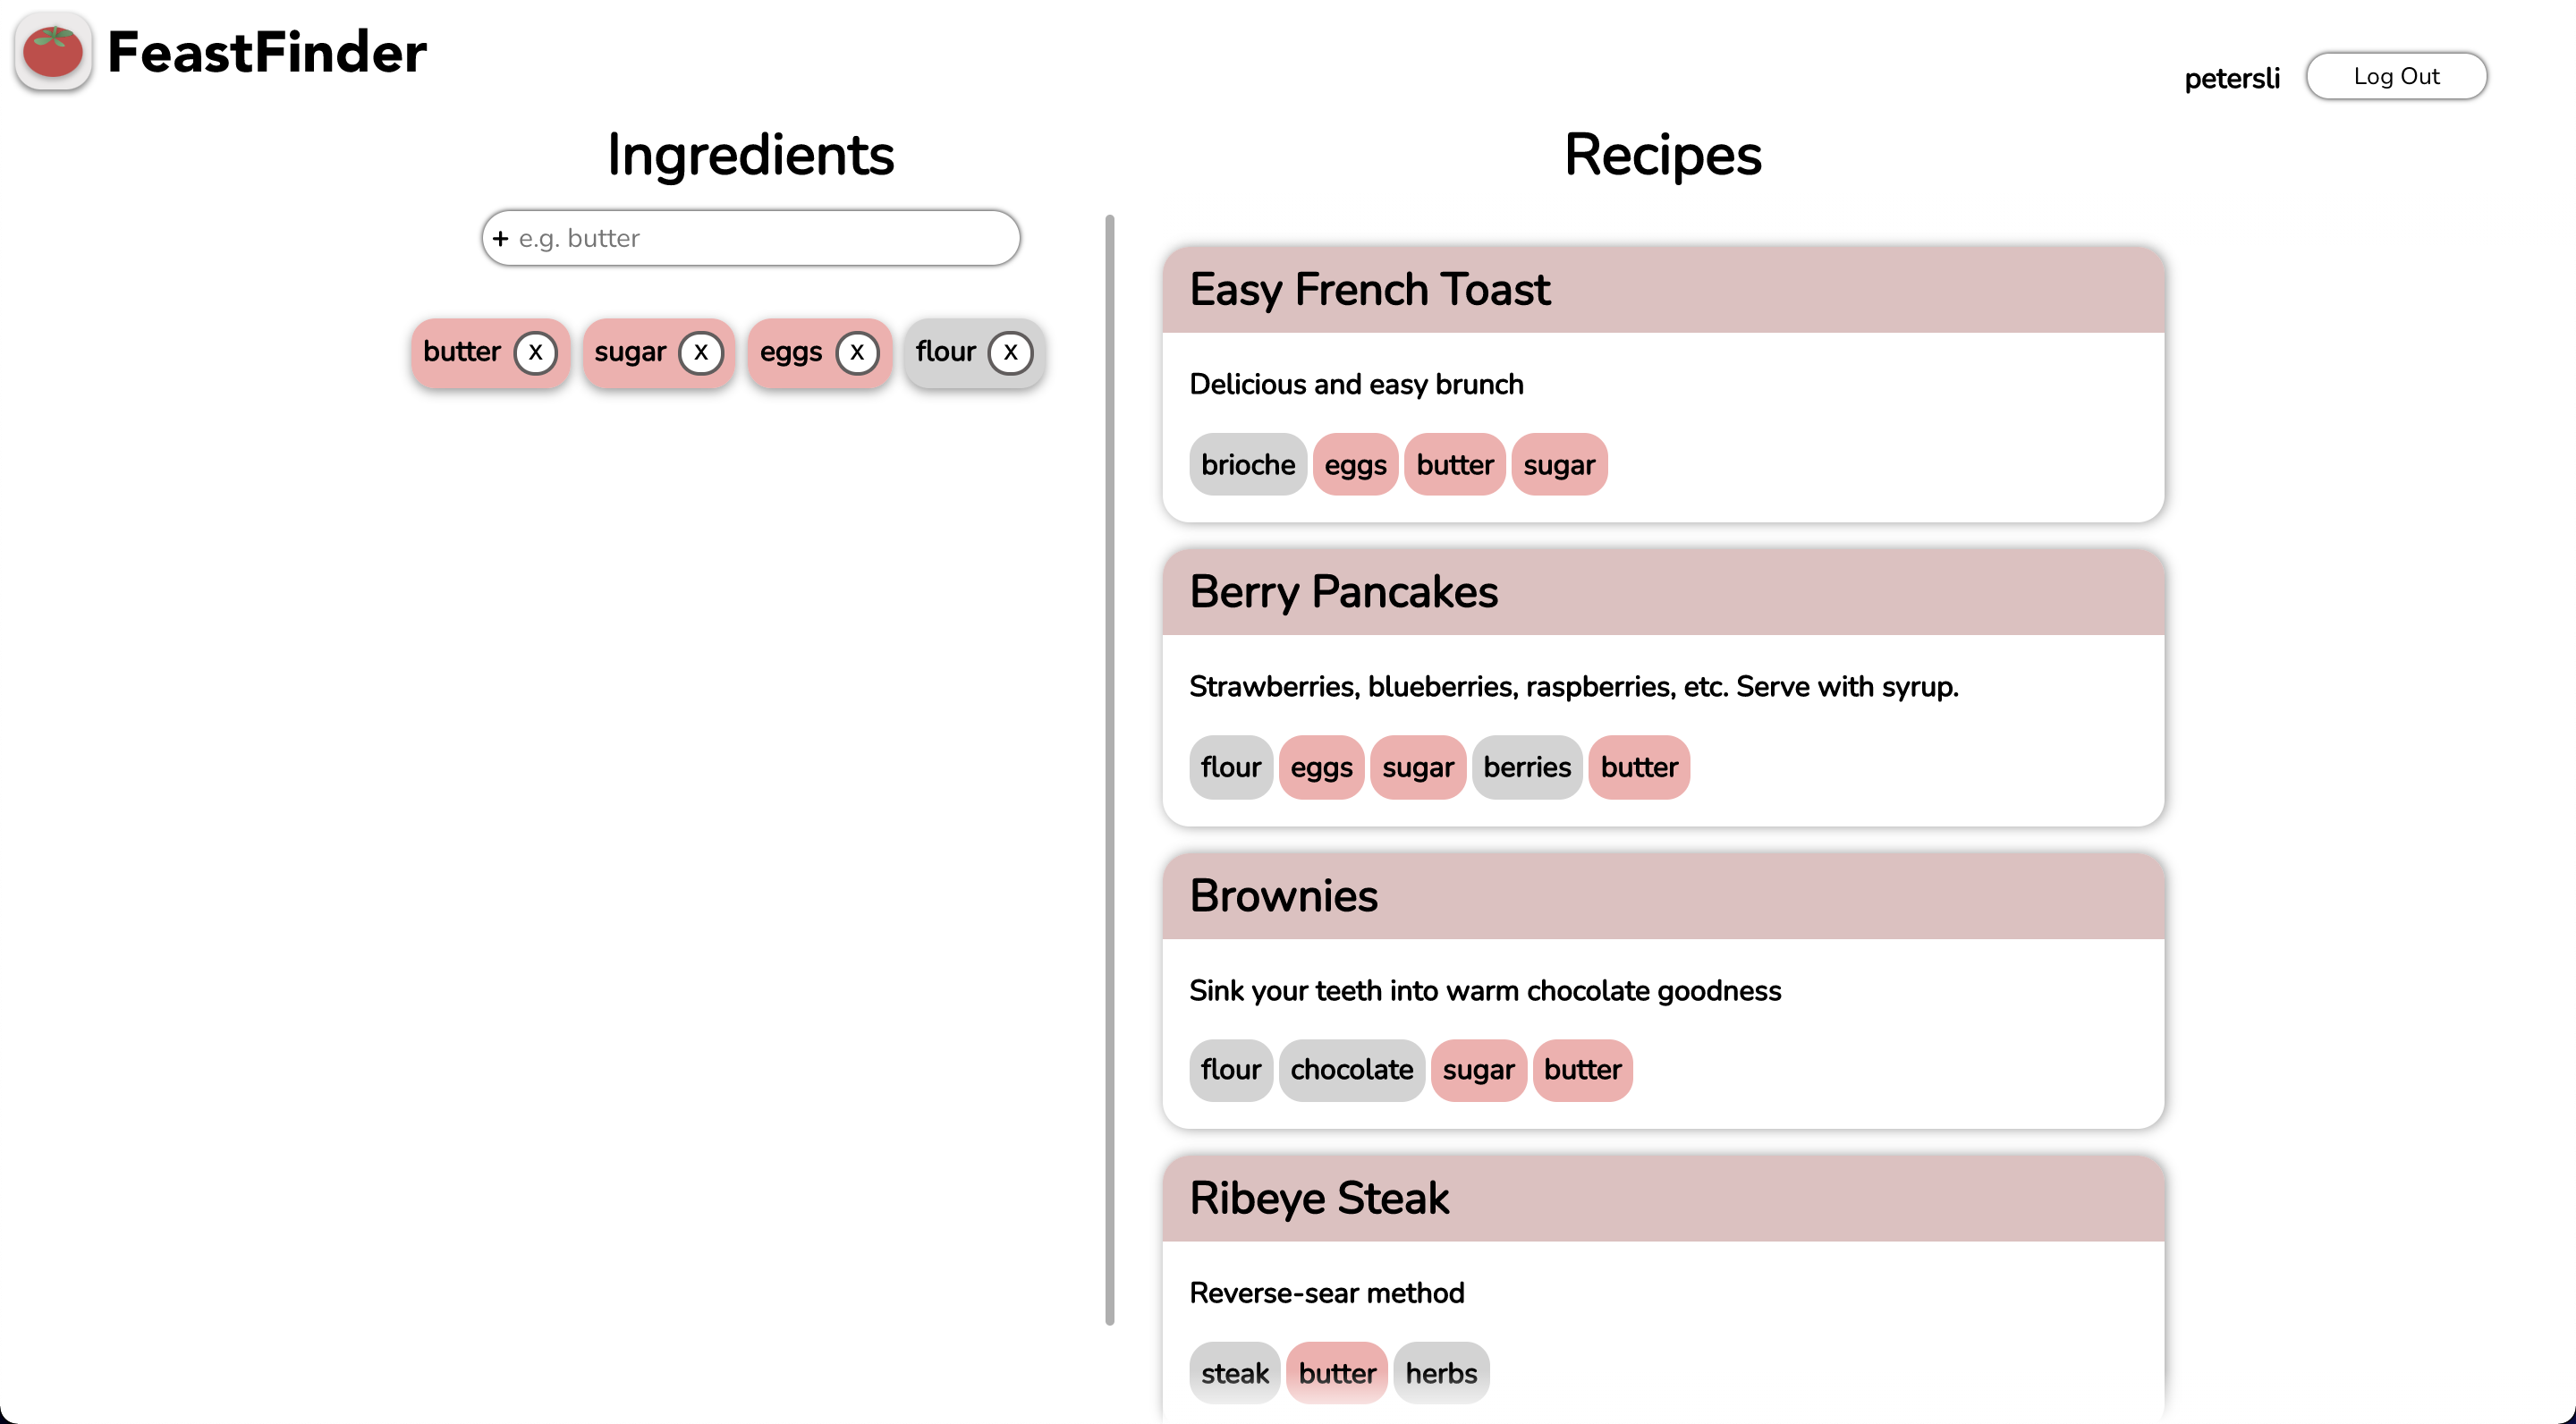 FeastFinder
petersli Log Out
Ingredients
+ e.g. butter
butter X sugar X eggs X flour X
Recipes
Easy French Toast
Delicious and easy brunch
brioche eggs butter sugar
Berry Pancakes
Strawberries, blueberries, raspberries, etc. Serve with syrup.
flour eggs sugar berries butter
Brownies
Sink your teeth into warm chocolate goodness
flour chocolate sugar butter
Ribeye Steak
Reverse-sear method
steak butter herbs